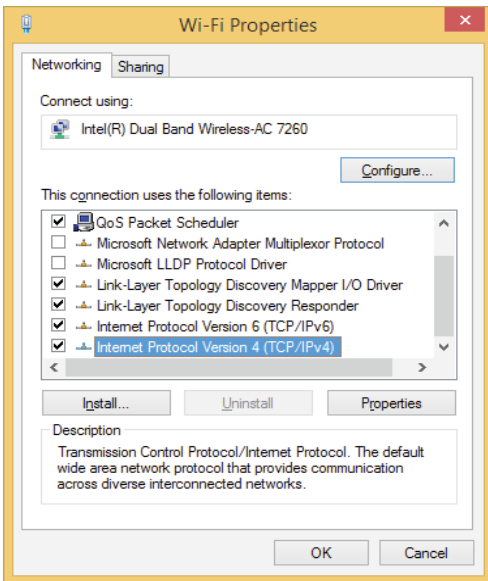 Wi-Fi Properties
Networking
Sharing
Connect using:
Intel(R) Dual Band Wireless-AC 7260
Configure...
This connection uses the following items:
QoS Packet Scheduler
Microsoft Network Adapter Multiplexor Protocol
Microsoft LLDP Protocol Driver
Link-Layer Topology Discovery Mapper I/O Driver
Link-Layer Topology Discovery Responder
Internet Protocol Version 6 (TCP/IPv6)
Internet Protocol Version 4 (TCP/IPv4)
Install...
Uninstall
Properties
Description
Transmission Control Protocol/Internet Protocol. The default
wide area network protocol that provides communication
across diverse interconnected networks.
OK
Cancel